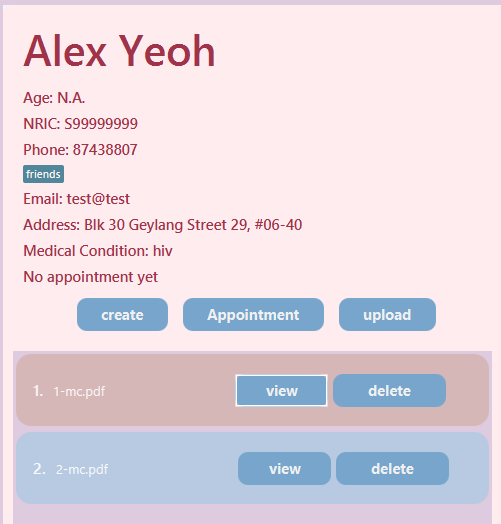 Alex Yeoh
Age: N.A.
NRIC: S99999999
Phone: 87438807
friends
Email: test@test
Address: Blk 30 Geylang Street 29, #06-40
Medical Condition: hiv
No appointment yet
create Appointment upload
1. 1-mc.pdf view delete
2. 2-mc.pdf view delete